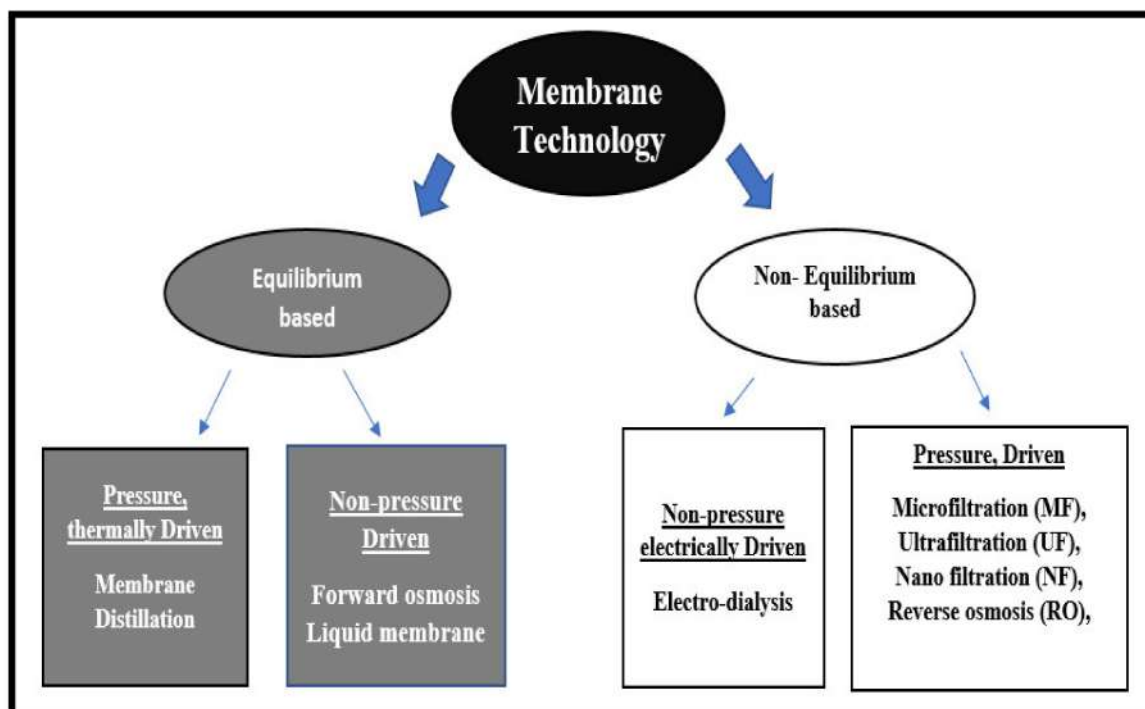 Membrane
Technology
Equilibrium
based
Non- Equilibrium
based
Pressure,
thermally Driven
Membrane
Distillation
Non-pressure
Driven
Forward osmosis
Liquid membrane
Non-pressure
electrically Driven
Electro-dialysis
Pressure, Driven
Microfiltration (MF),
Ultrafiltration (UF),
Nano filtration (NF),
Reverse osmosis (RO),